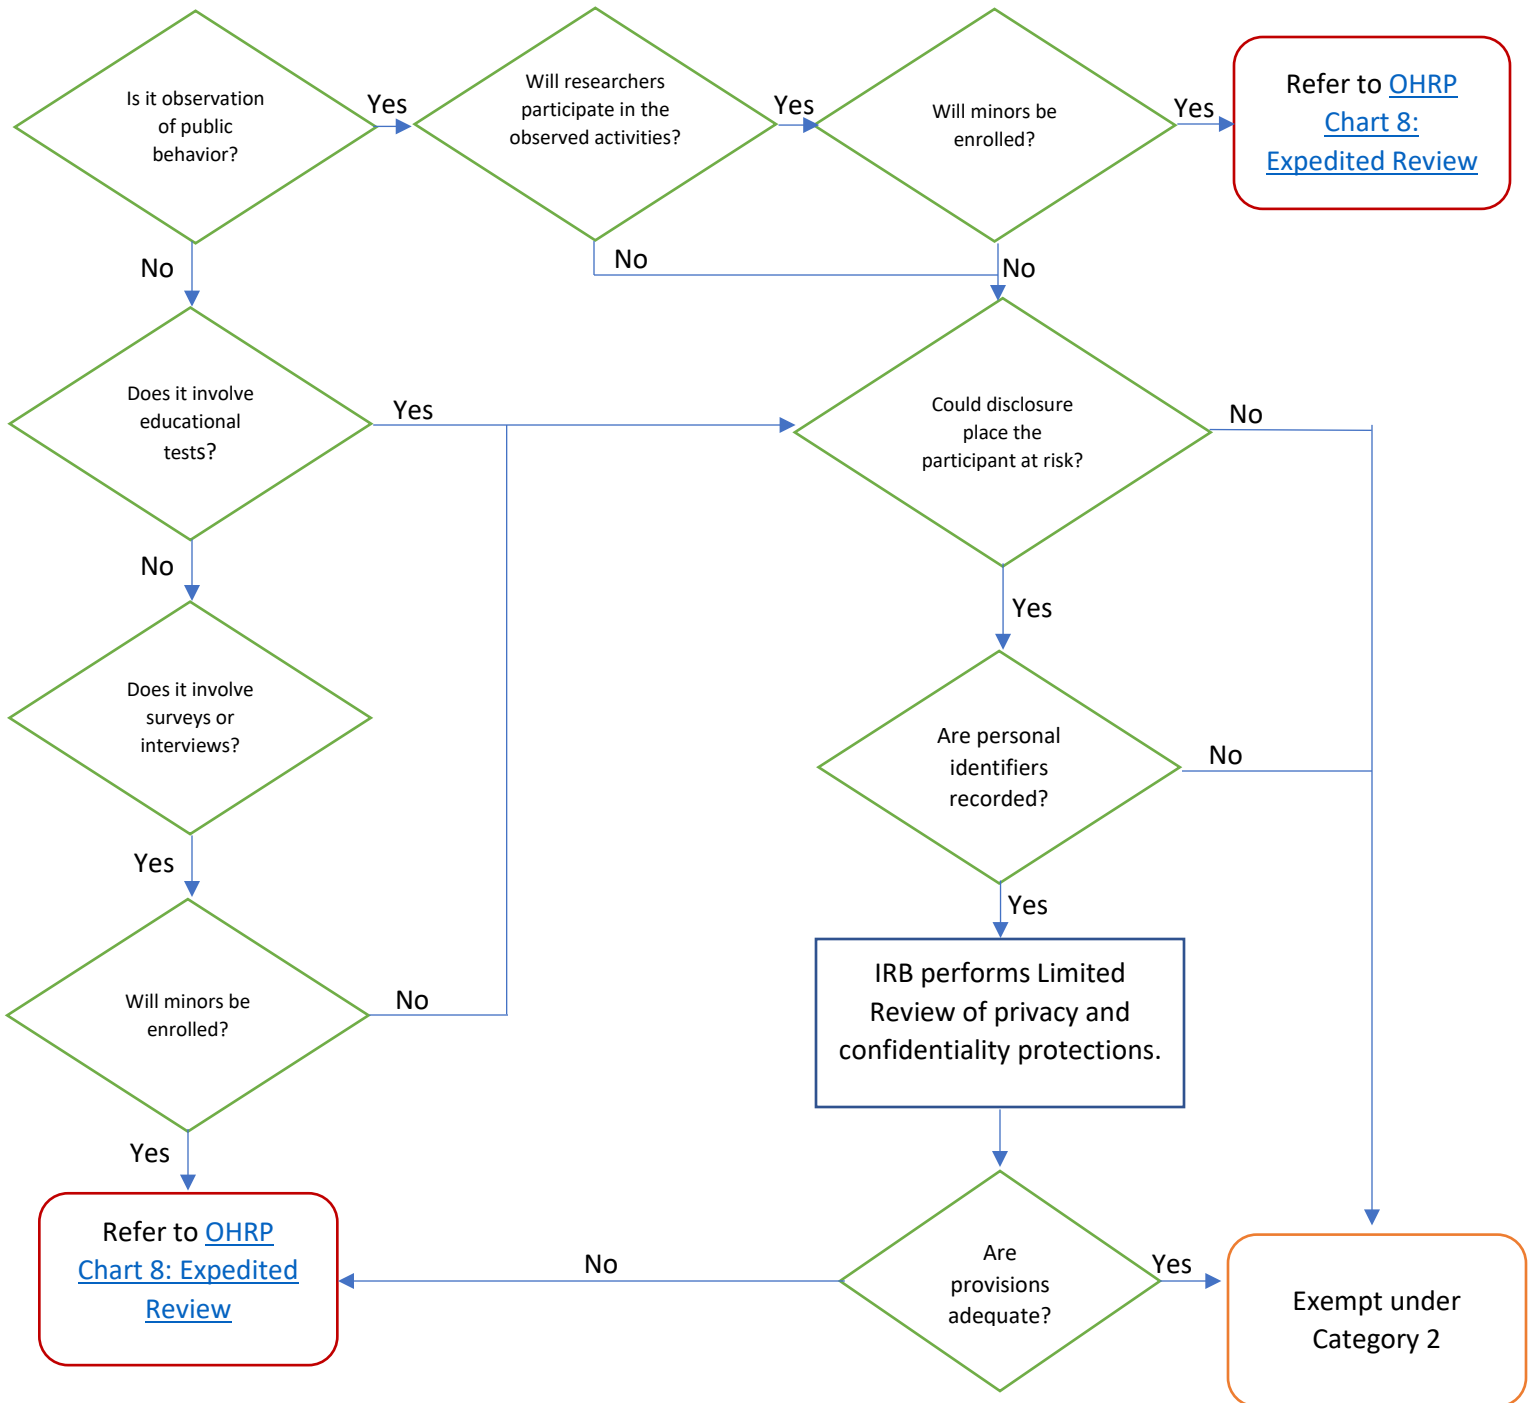 Is it observation
of public
behavior?
Yes
Will researchers
participate in the
observed activities?
Yes
Will minors be
enrolled?
Yes
Refer to OHRP
Chart 8:
Expedited Review
No
No
No
Does it involve
educational
tests?
Yes
Could disclosure
place the
participant at risk?
No
No
Yes
Does it involve
surveys or
interviews?
Are personal
identifiers
recorded?
No
Yes
Yes
Will minors be
enrolled?
No
IRB performs Limited
Review of privacy and
confidentiality protections.
Yes
Refer to OHRP
Chart 8: Expedited
Review
No
Are
provisions
adequate?
Yes
Exempt under
Category 2